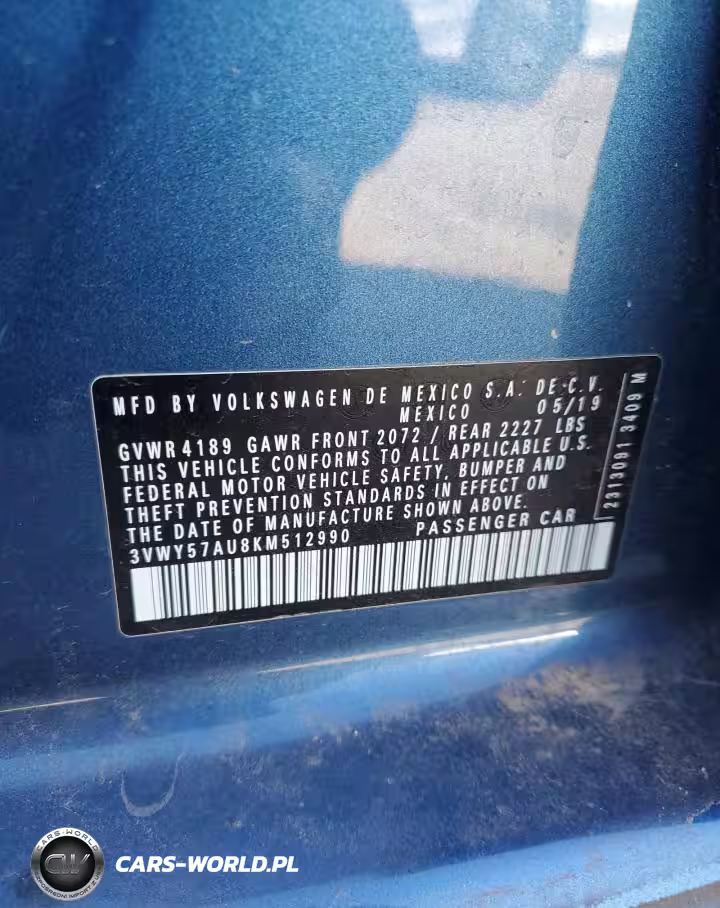 MFD BY VOLKSWAGEN DE MEXICO S.A. DE C.V.
MEXICO 05/19
GVWR 4189 GAWR FRONT 2072 / REAR 2227 LBS
THIS VEHICLE CONFORMS TO ALL APPLICABLE U.S.
FEDERAL MOTOR VEHICLE SAFETY, BUMPER AND
THEFT PREVENTION STANDARDS IN EFFECT ON
THE DATE OF MANUFACTURE SHOWN ABOVE.
3VWY57AU8KM512990 PASSENGER CAR
2313091 3409 M
CARS-WORLD
CARS-WORLD.PL